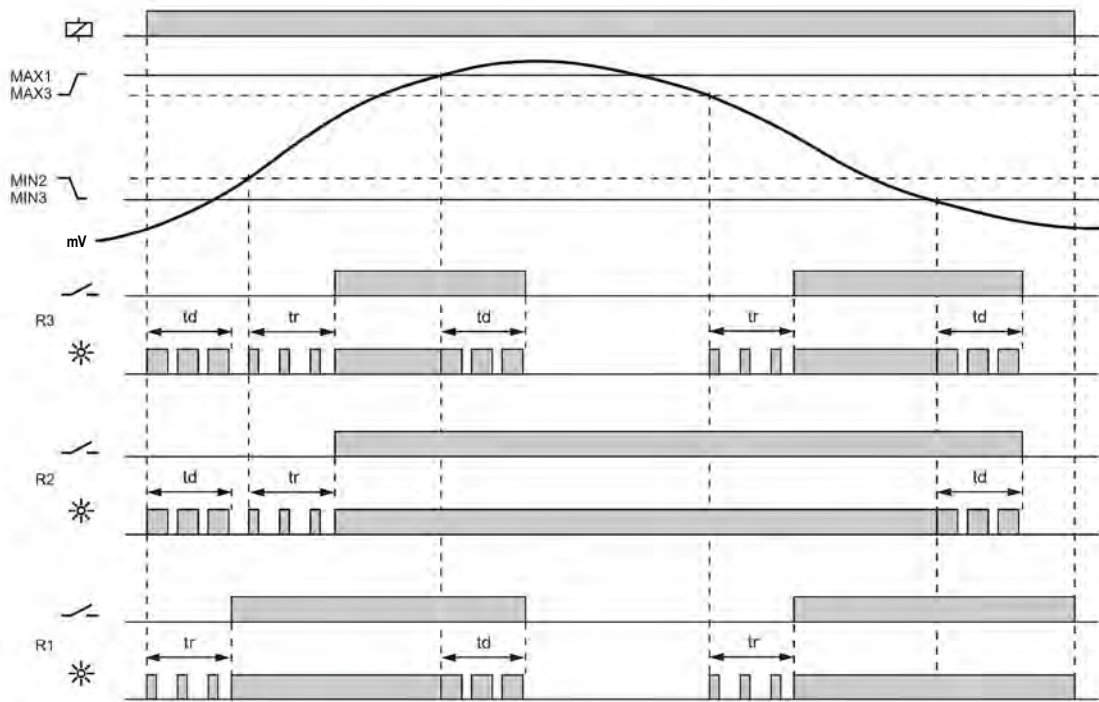 MAX1
MAX3
MIN2
MIN3
mV
R3
td tr td tr td
R2
td tr td
R1
tr td tr